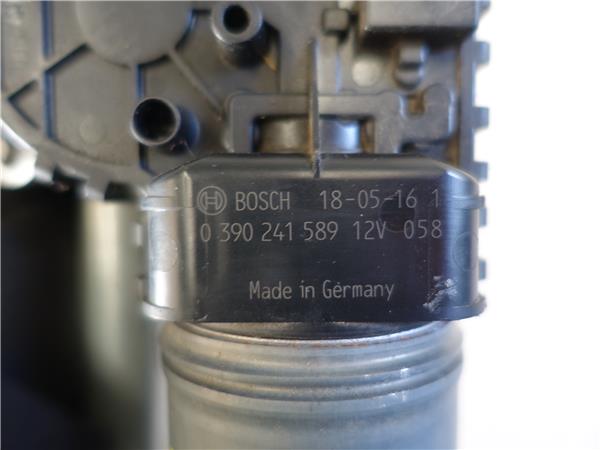 BOSCH 18-05-16 1
0 390 241 589 12V 058
Made in Germany